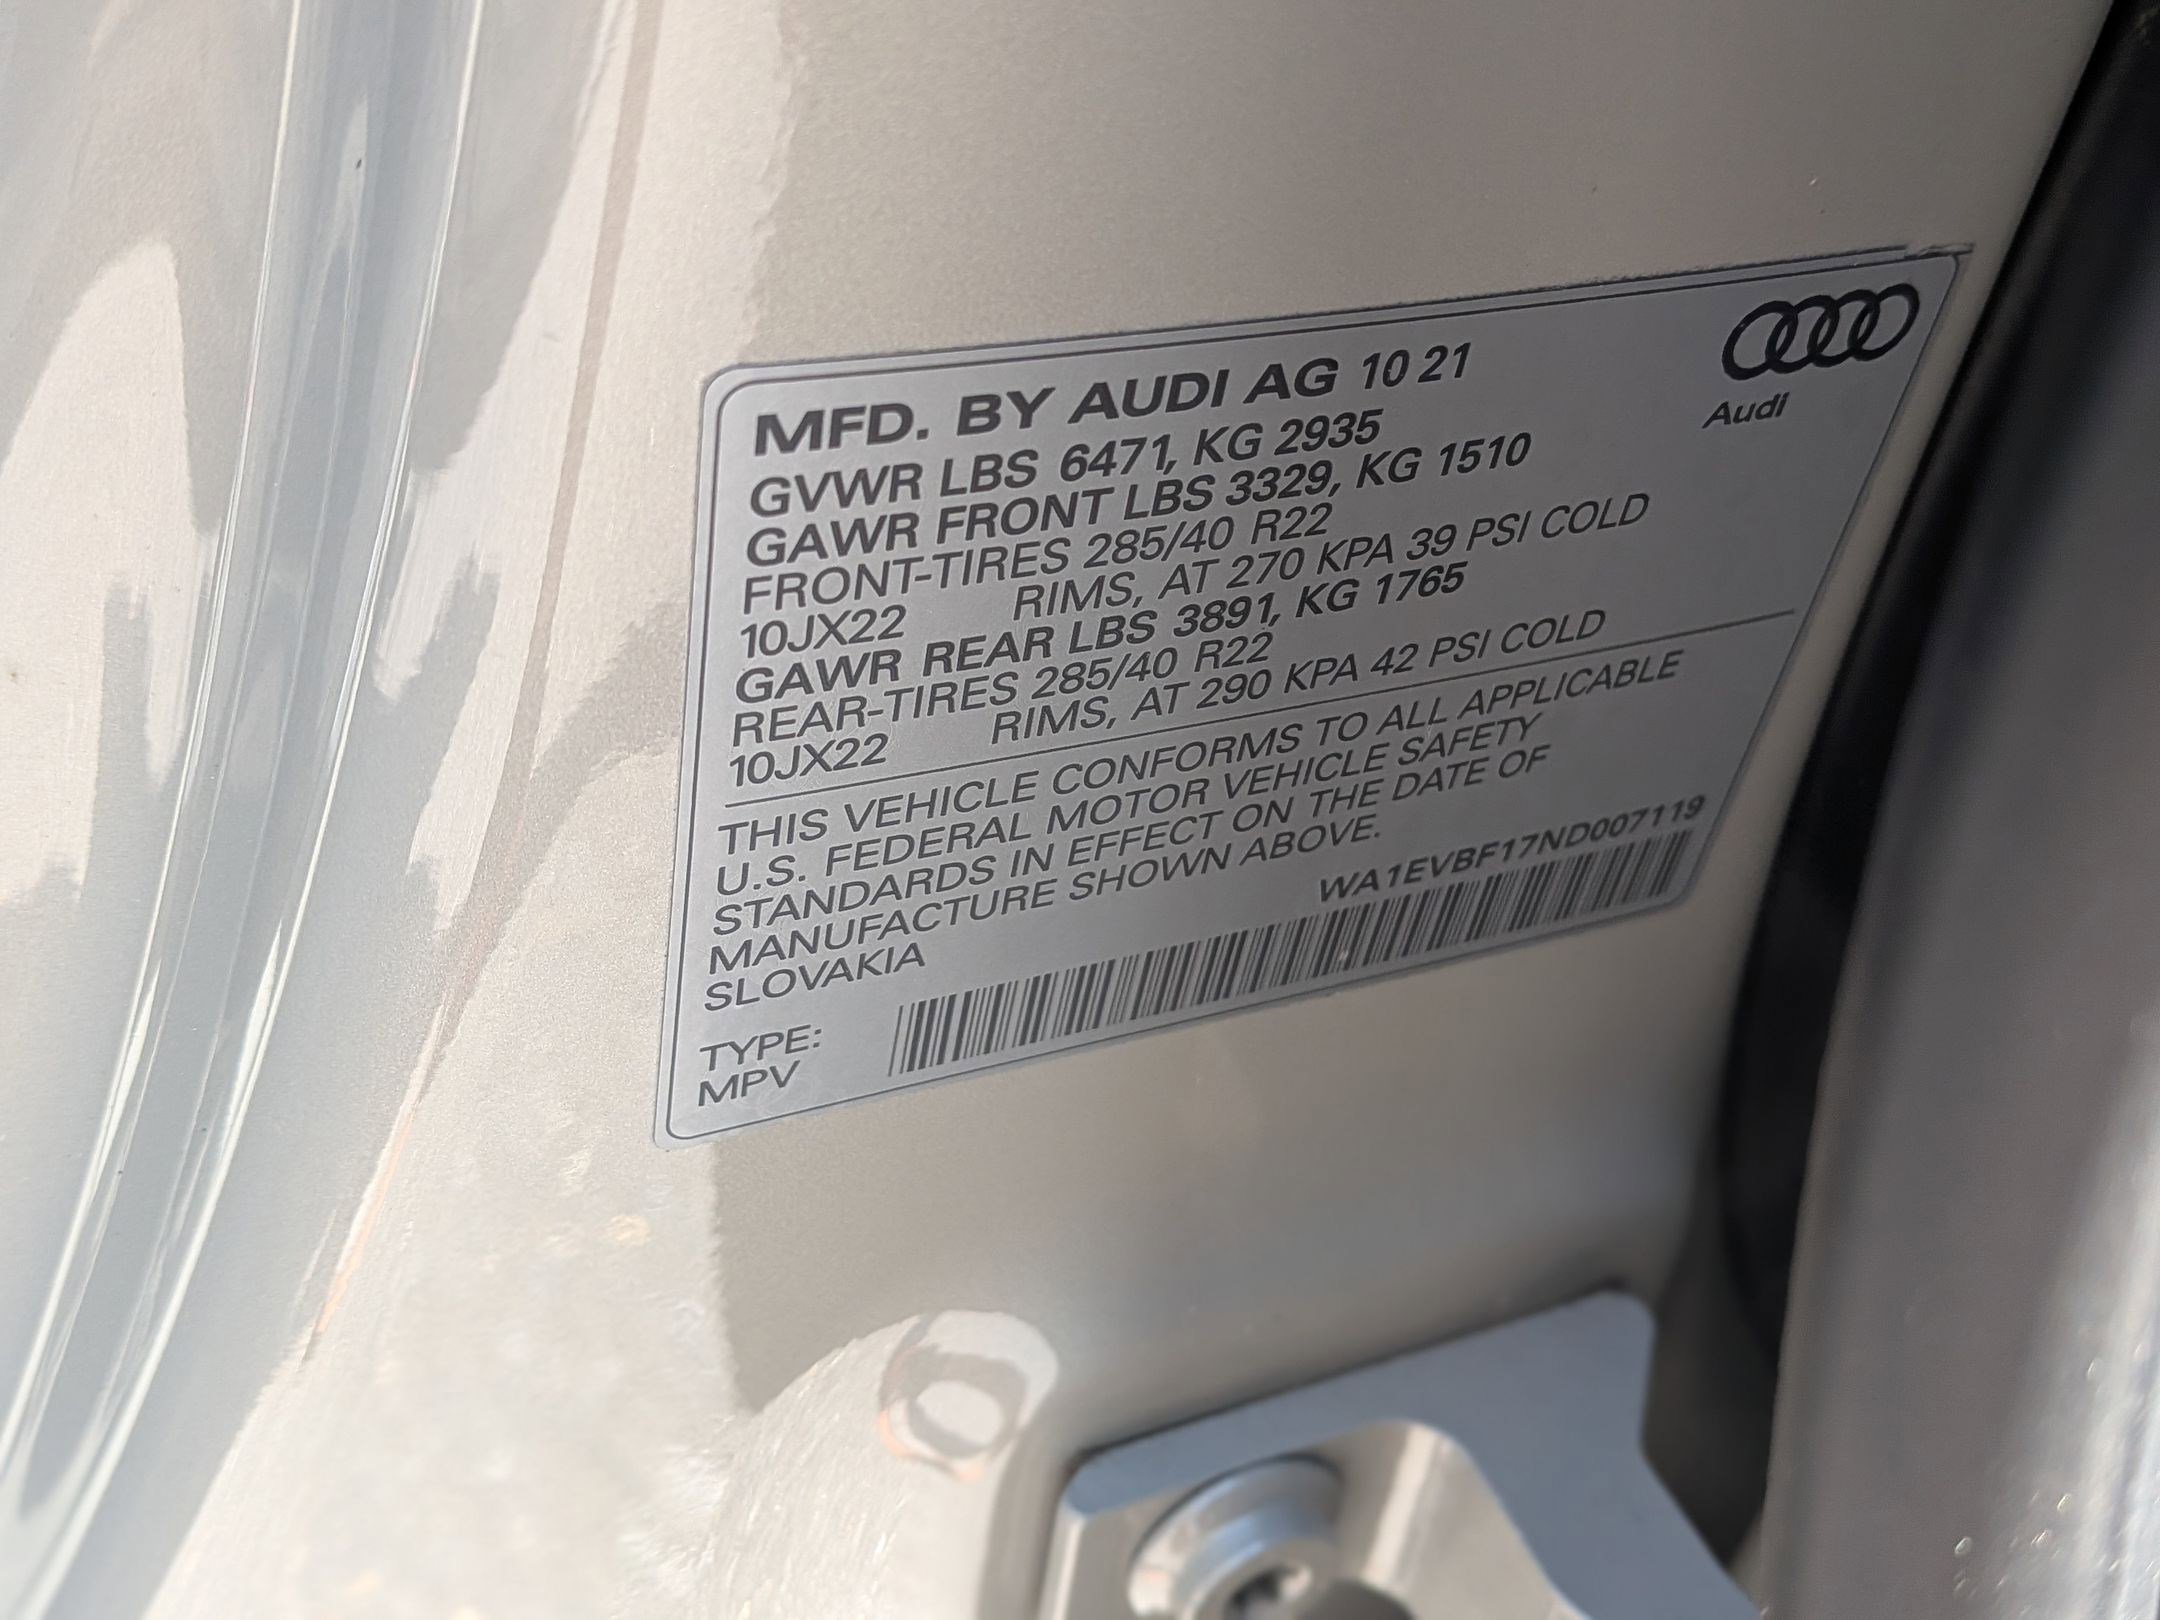 MFD. BY AUDI AG 10 21
GVWR LBS 6471, KG 2935
GAWR FRONT LBS 3329, KG 1510
FRONT-TIRES 285/40 R22
10JX22 RIMS, AT 270 KPA 39 PSI COLD
GAWR REAR LBS 3891, KG 1765
REAR-TIRES 285/40 R22
10JX22 RIMS, AT 290 KPA 42 PSI COLD
Audi
THIS VEHICLE CONFORMS TO ALL APPLICABLE
U.S. FEDERAL MOTOR VEHICLE SAFETY
STANDARDS IN EFFECT ON THE DATE OF
MANUFACTURE SHOWN ABOVE.
SLOVAKIA
WA1EVBF17ND007119
TYPE:
MPV